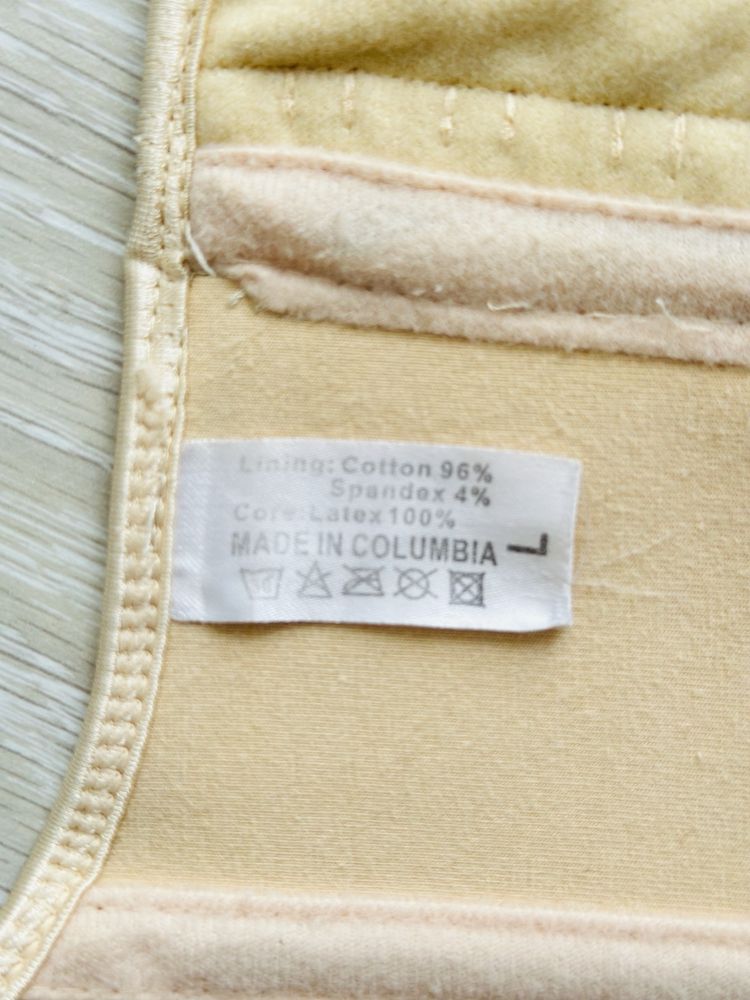 Lining: Cotton 96%
Spandex 4%
Core: Latex 100%
MADE IN COLUMBIA
L